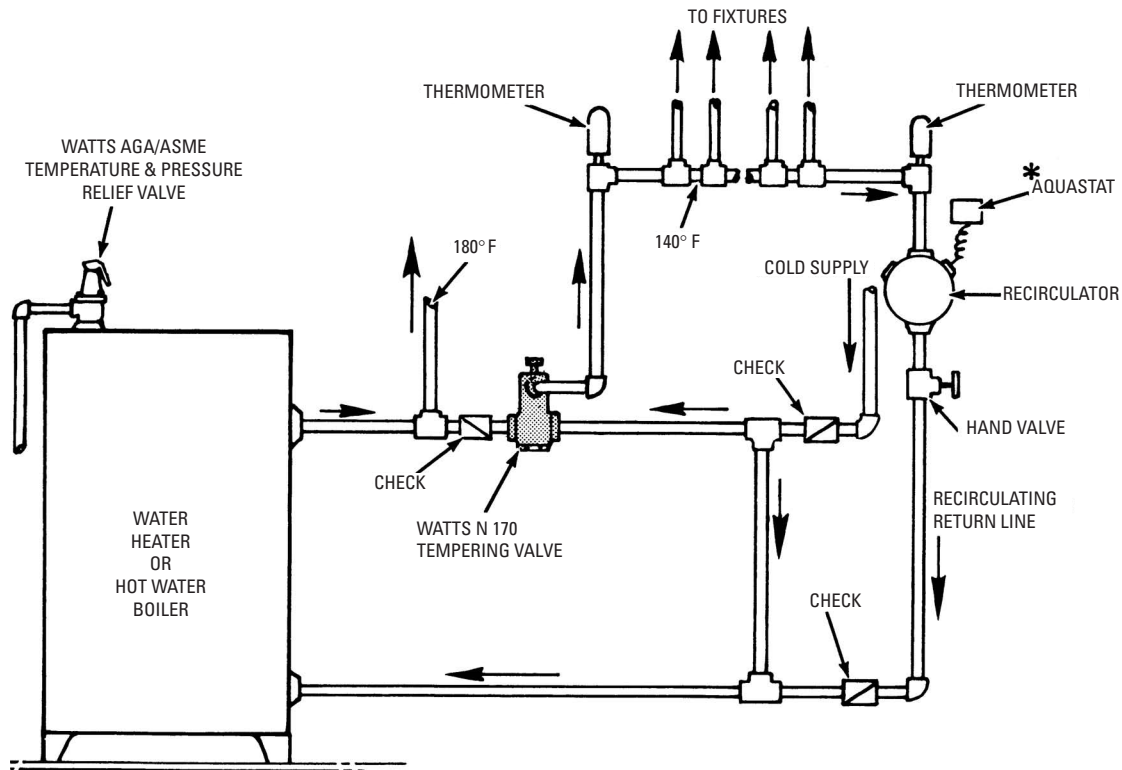 TO FIXTURES
THERMOMETER
THERMOMETER
WATTS AGA/ASME
TEMPERATURE & PRESSURE
RELIEF VALVE
*AQUASTAT
180° F
140° F
COLD SUPPLY
RECIRCULATOR
CHECK
HAND VALVE
CHECK
WATTS N 170
TEMPERING VALVE
RECIRCULATING
RETURN LINE
WATER
HEATER
OR
HOT WATER
BOILER
CHECK